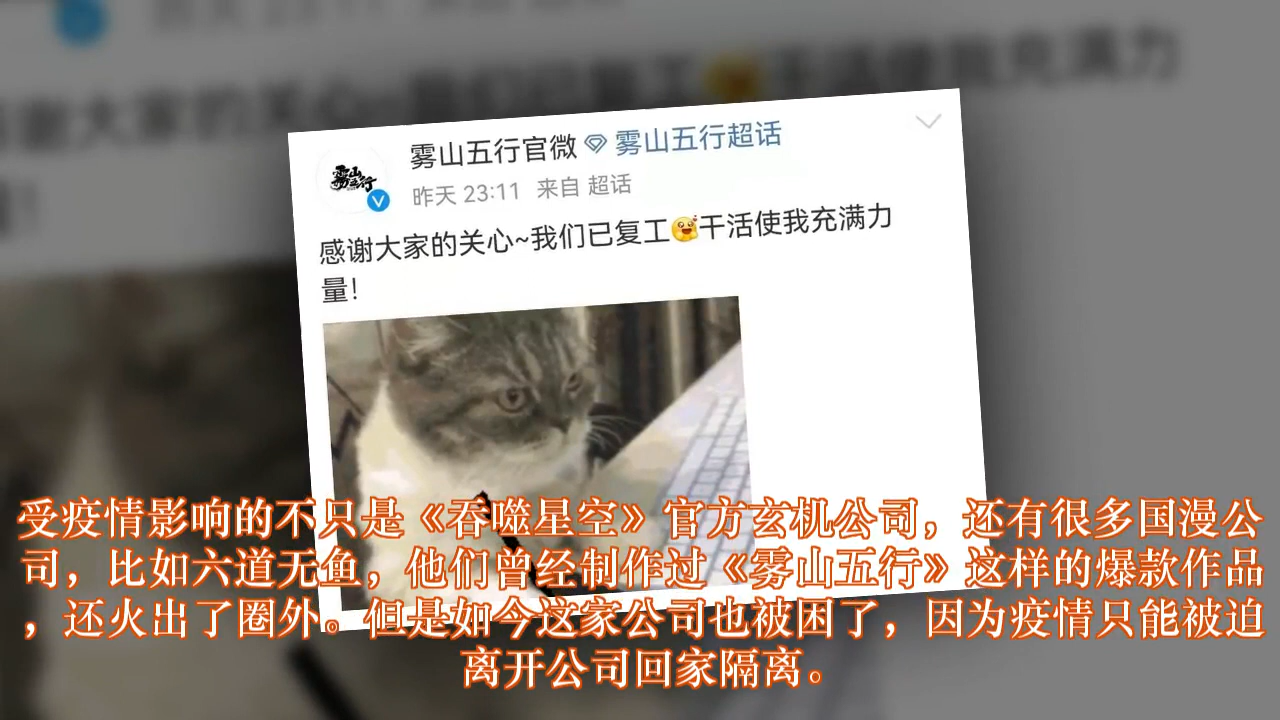 雾山五行官微 雾山五行超话
雾山五行
昨天 23:11 来自 超话
感谢大家的关心~我们已复工干活使我充满力
量!
受疫情影响的不只是《吞噬星空》官方玄机公司，还有很多国漫公
司，比如六道无鱼，他们曾经制作过《雾山五行》这样的爆款作品
，还火出了圈外。但是如今这家公司也被困了，因为疫情只能被迫
离开公司回家隔离。